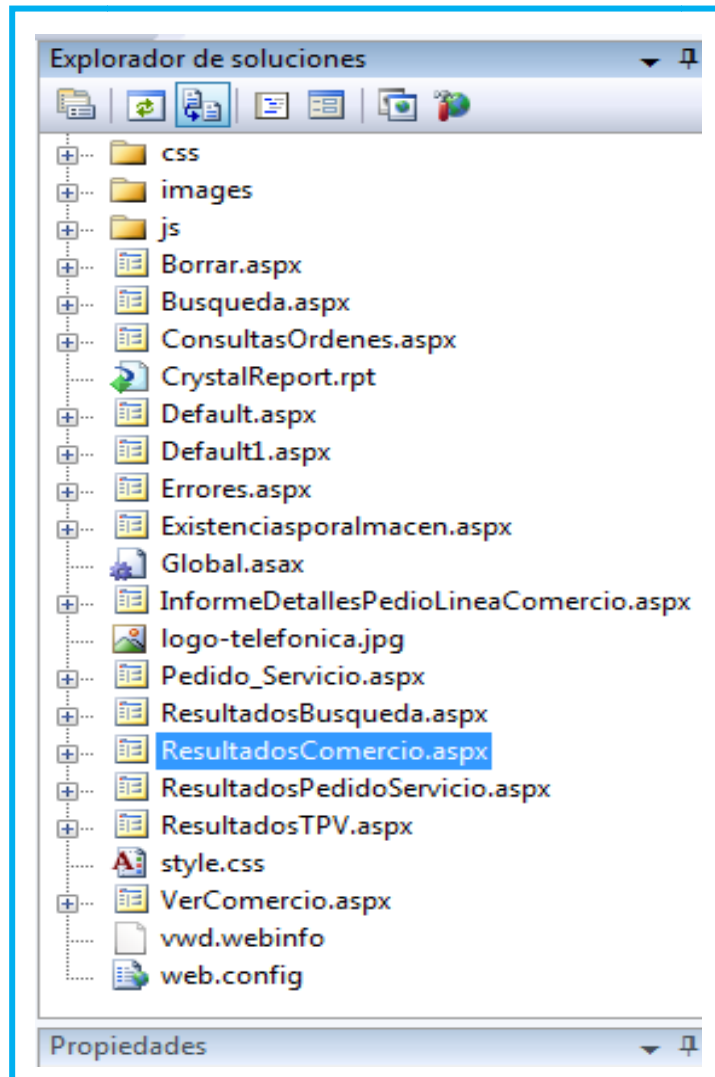 Explorador de soluciones
css
images
js
Borrar.aspx
Busqueda.aspx
ConsultasOrdenes.aspx
CrystalReport.rpt
Default.aspx
Default1.aspx
Errores.aspx
Existenciasporalmacen.aspx
Global.asax
InformeDetallesPedioLineaComercio.aspx
logo-telefonica.jpg
Pedido_Servicio.aspx
ResultadosBusqueda.aspx
ResultadosComercio.aspx
ResultadosPedidoServicio.aspx
ResultadosTPV.aspx
style.css
VerComercio.aspx
vwd.webinfo
web.config
Propiedades